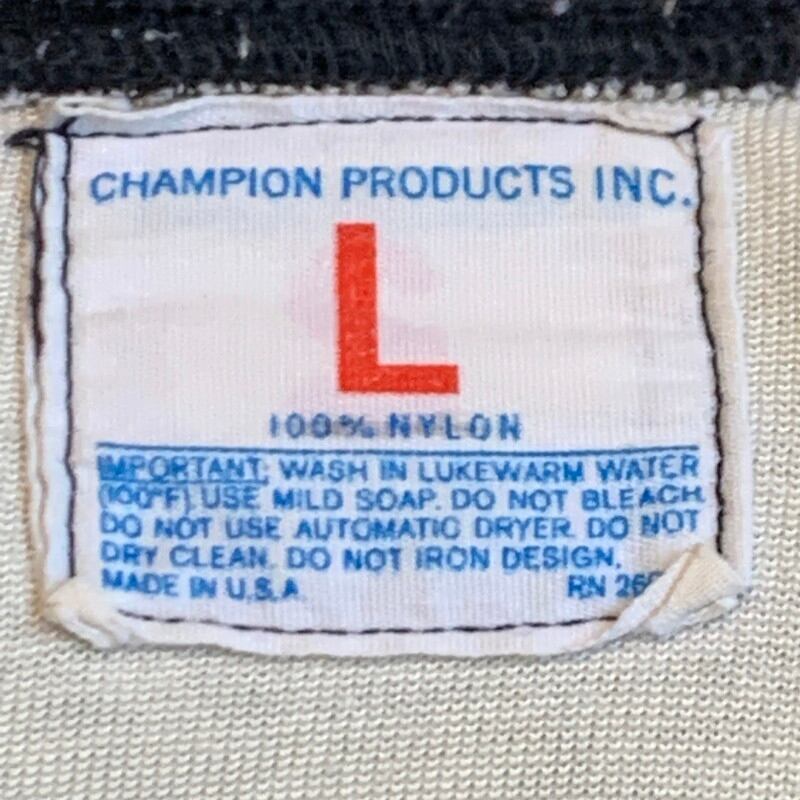 CHAMPION PRODUCTS INC.
L
100% NYLON
IMPORTANT: WASH IN LUKEWARM WATER
(100°F) USE MILD SOAP. DO NOT BLEACH
DO NOT USE AUTOMATIC DRYER. DO NOT
DRY CLEAN. DO NOT IRON DESIGN.
MADE IN U.S.A RN